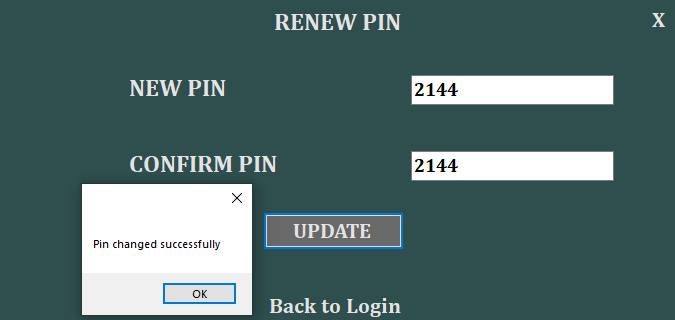 RENEW PIN
X
NEW PIN
2144
CONFIRM PIN
2144
Pin changed successfully
OK
UPDATE
Back to Login